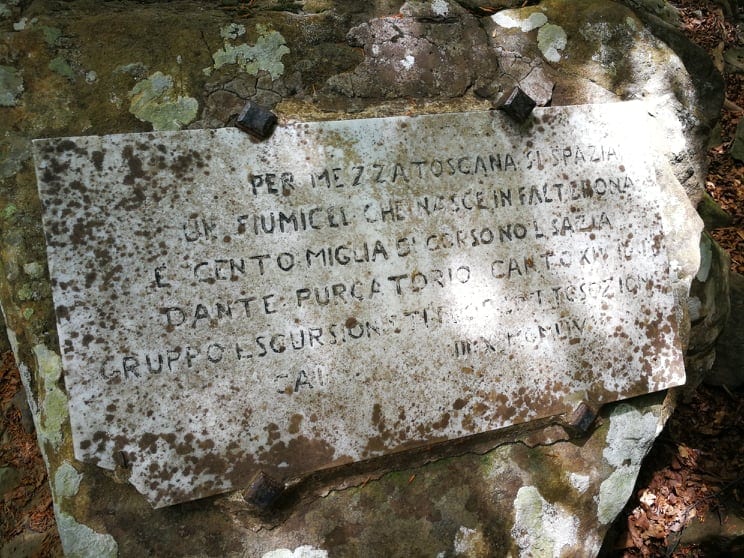 PER MEZZA TOSCANA SI SPAZIA
UN FIUMICEL CHE NASCE IN FALTERONA
E CENTO MIGLIA DI CORSO NOL SAZIA
DANTE PURGATORIO CANTO XIV
GRUPPO ESCURSIONISTI
CAI